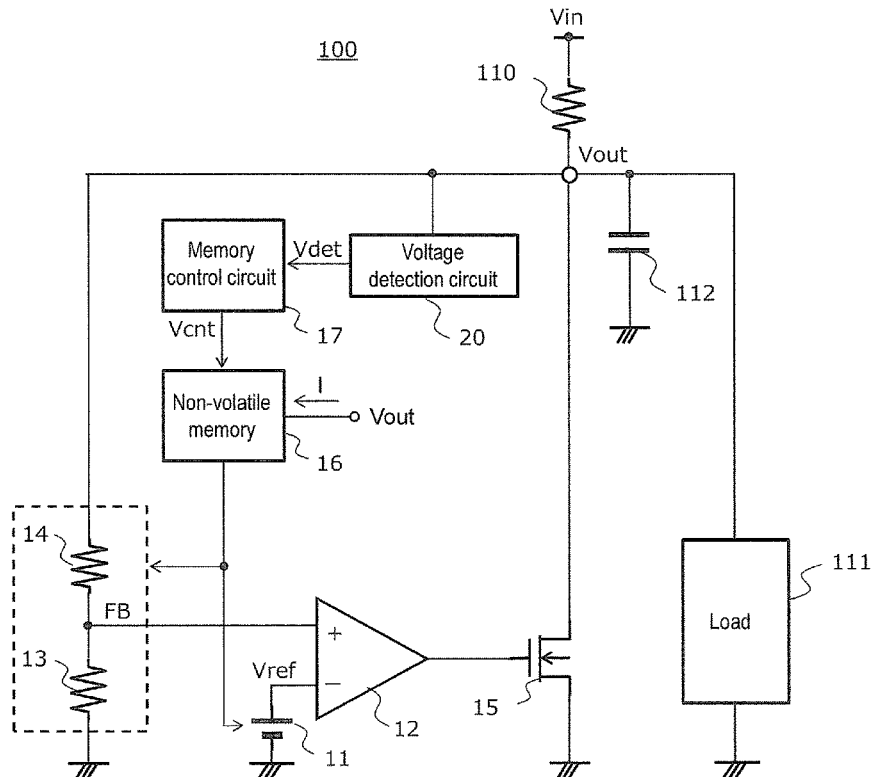 Vin
100
110
Vout
Memory
control circuit
Vdet
Voltage
detection circuit
112
17
20
Vcnt
Non-volatile
memory
I
Vout
16
14
FB
13
Vref
+
−
12
11
15
Load
111